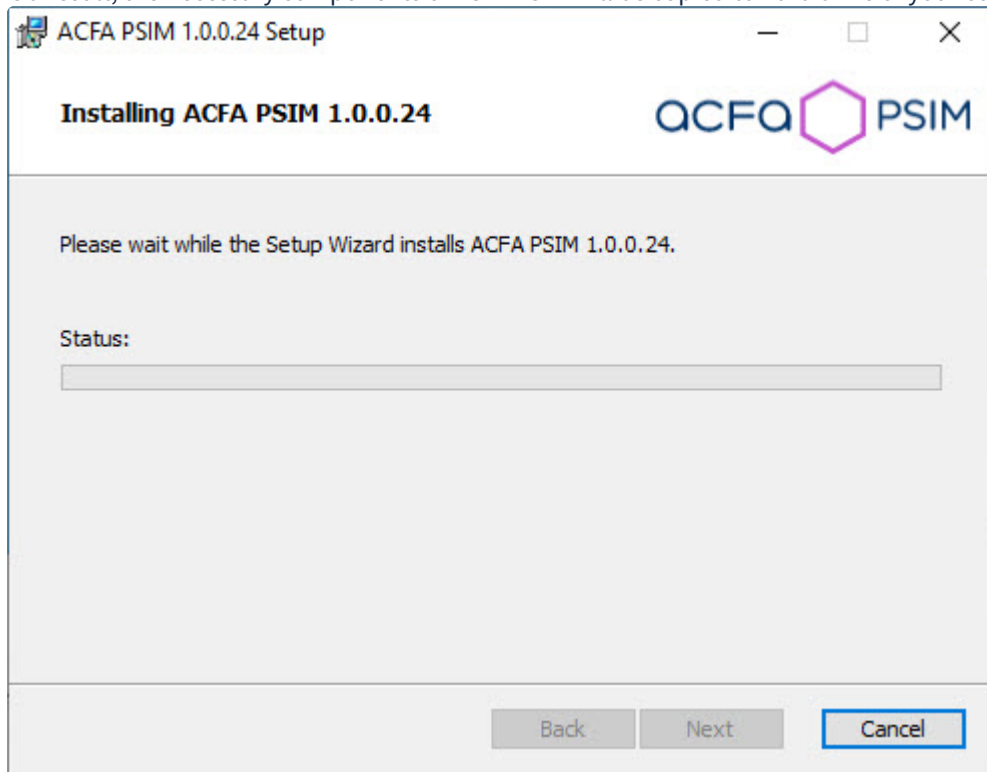 ACFA PSIM 1.0.0.24 Setup
Installing ACFA PSIM 1.0.0.24
acfa PSIM
Please wait while the Setup Wizard installs ACFA PSIM 1.0.0.24.
Status:
Back Next Cancel